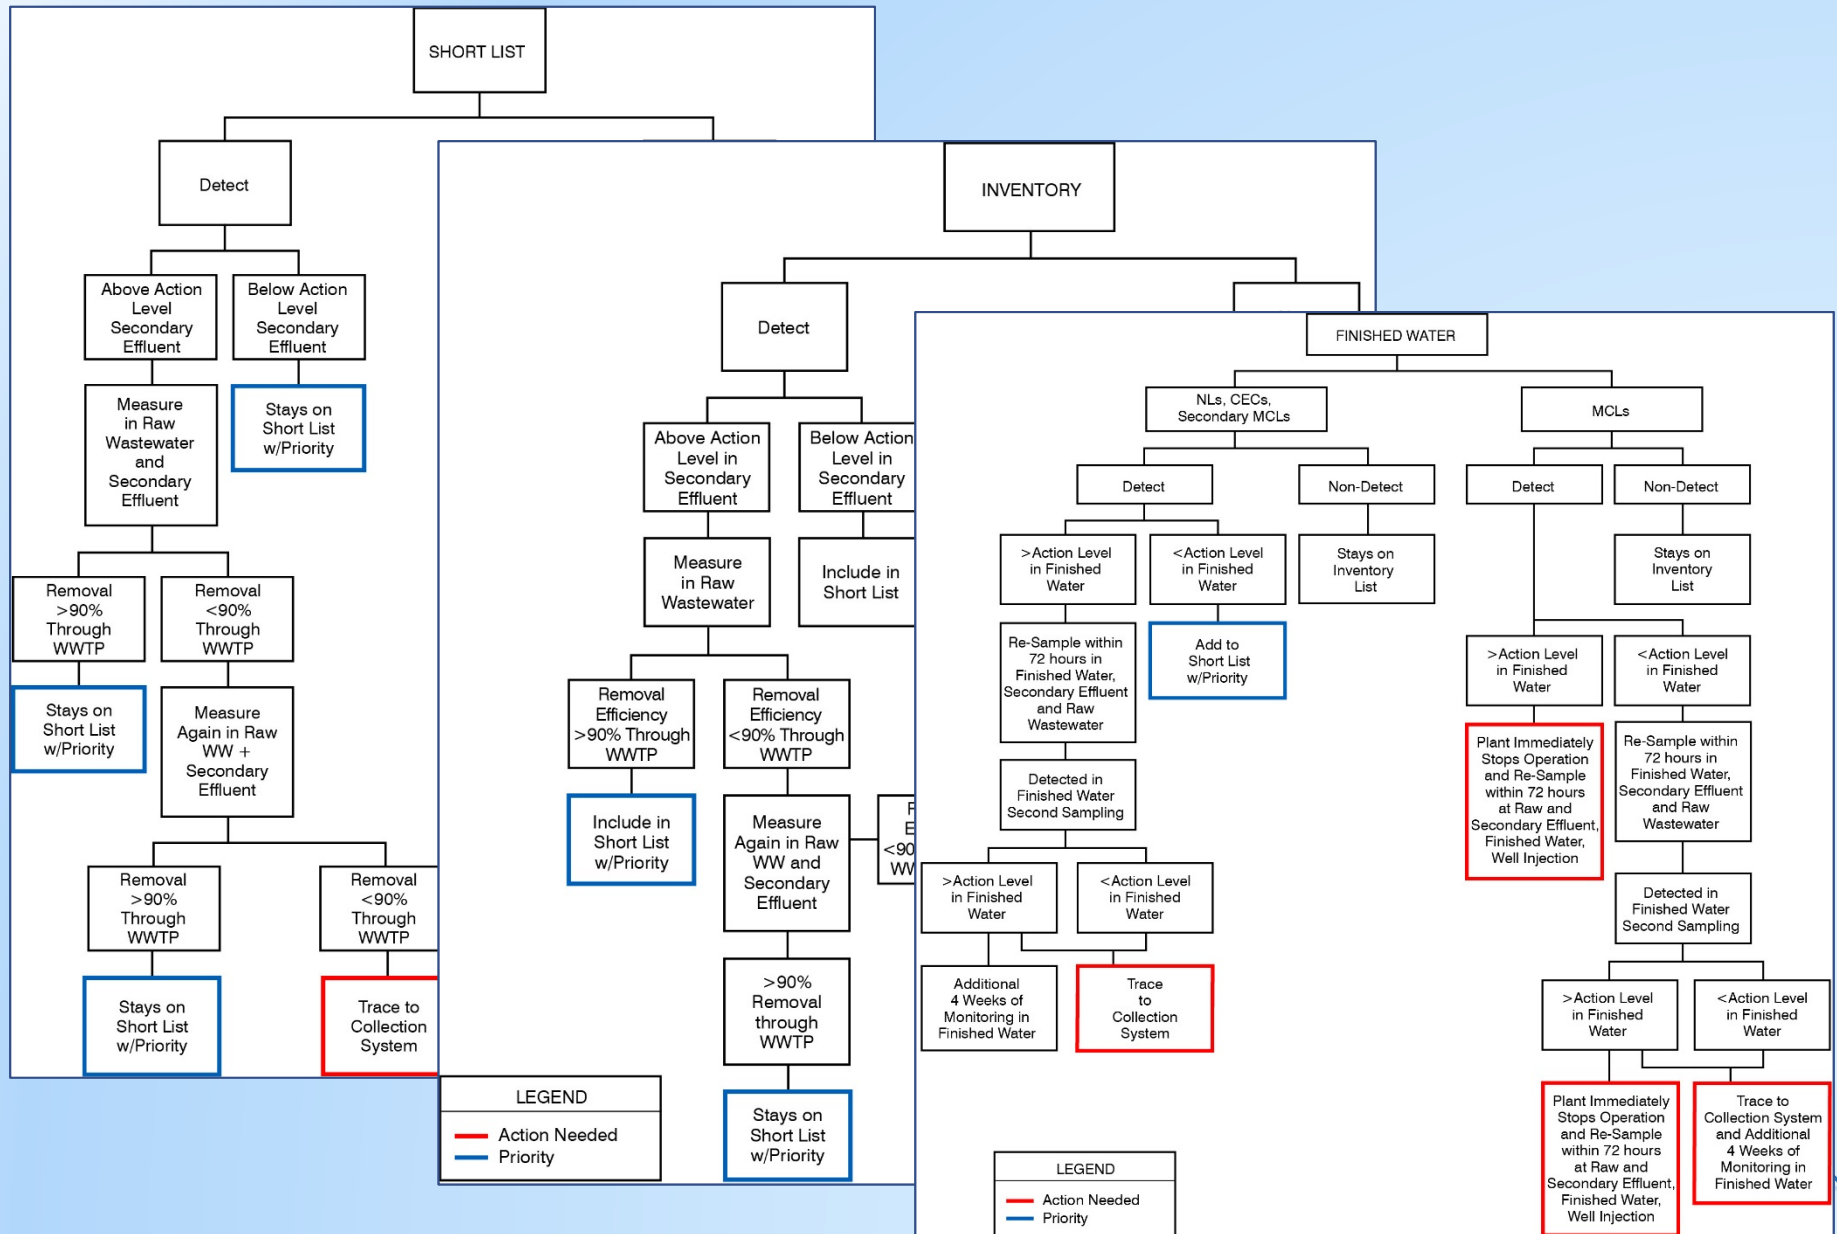 SHORT LIST
Detect
Above Action
Level
Secondary
Effluent
Below Action
Level
Secondary
Effluent
Measure
in Raw
Wastewater
and
Secondary
Effluent
Stays on
Short List
w/Priority
Removal
>90%
Through
WWTP
Removal
<90%
Through
WWTP
Stays on
Short List
w/Priority
Measure
Again in Raw
WW +
Secondary
Effluent
Removal
>90%
Through
WWTP
Removal
<90%
Through
WWTP
Stays on
Short List
w/Priority
Trace to
Collection
System
INVENTORY
Detect
Above Action
Level in
Secondary
Effluent
Below Action
Level in
Secondary
Effluent
Measure
in Raw
Wastewater
Include in
Short List
Removal
Efficiency
>90% Through
WWTP
Removal
Efficiency
<90% Through
WWTP
Include in
Short List
w/Priority
Measure
Again in Raw
WW and
Secondary
Effluent
<90
>90%
Removal
through
WWTP
Stays on
Short List
w/Priority
LEGEND
Action Needed
Priority
FINISHED WATER
NLs, CECs,
Secondary MCLs
MCLs
Detect
Non-Detect
Detect
Non-Detect
>Action Level
in Finished
Water
<Action Level
in Finished
Water
Stays on
Inventory
List
Stays on
Inventory
List
Re-Sample within
72 hours in
Finished Water,
Secondary Effluent
and Raw
Wastewater
Add to
Short List
w/Priority
>Action Level
in Finished
Water
<Action Level
in Finished
Water
Detected in
Finished Water
Second Sampling
Plant Immediately
Stops Operation
and Re-Sample
within 72 hours
at Raw and
Secondary Effluent,
Finished Water,
Well Injection
Re-Sample within
72 hours in
Finished Water,
Secondary Effluent
and Raw
Wastewater
>Action Level
in Finished
Water
<Action Level
in Finished
Water
Detected in
Finished Water
Second Sampling
Additional
4 Weeks of
Monitoring in
Finished Water
Trace
to
Collection
System
>Action Level
in Finished
Water
<Action Level
in Finished
Water
Plant Immediately
Stops Operation
and Re-Sample
within 72 hours
at Raw and
Secondary Effluent,
Finished Water,
Well Injection
Trace to
Collection System
and Additional
4 Weeks of
Monitoring in
Finished Water
LEGEND
Action Needed
Priority